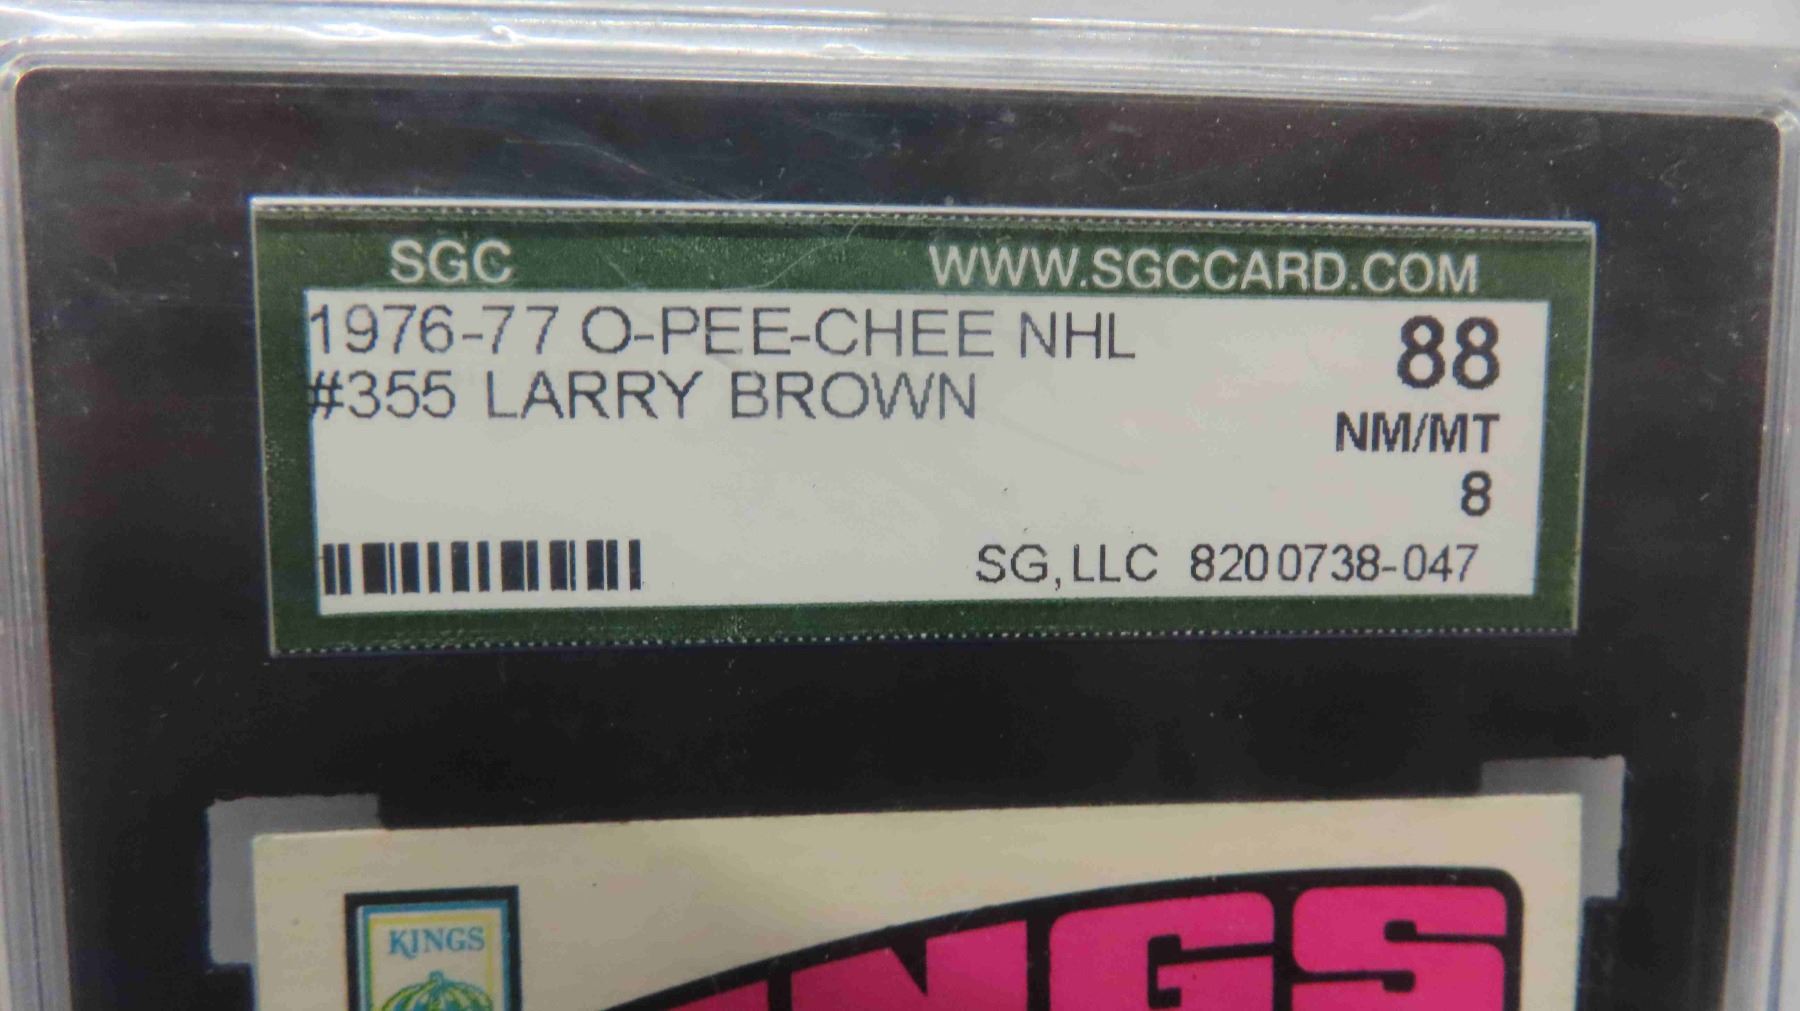 SGC WWW.SGCCARD.COM
1976-77 O-PEE-CHEE NHL 88
#355 LARRY BROWN
NM/MT
8
SG, LLC 8200738-047
KINGS
NGS